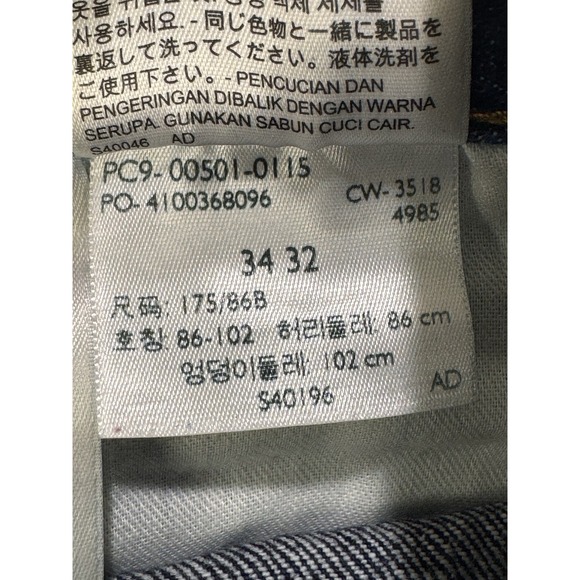 사용하세요. - 同じ色物と一緒に製品を
裏返して洗ってください。液体洗剤を
ご使用下さい。- PENCUCIAN DAN
PENGERINGAN DIBALIK DENGAN WARNA
SERUPA. GUNAKAN SABUN CUCI CAIR.
S40046 AD
PC9- 00501-0115
PO- 4100368096 CW- 3518
4985
34 32
尺码: 175/86B
호칭: 86-102 허리둘레: 86 cm
엉덩이둘레: 102 cm
S40196 AD